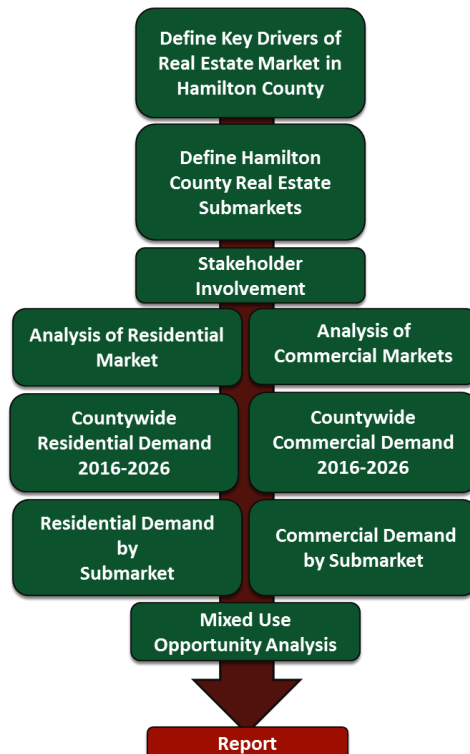 Define Key Drivers of
Real Estate Market in
Hamilton County
Define Hamilton
County Real Estate
Submarkets
Stakeholder
Involvement
Analysis of Residential
Market
Analysis of
Commercial Markets
Countywide
Residential Demand
2016-2026
Countywide
Commercial Demand
2016-2026
Residential Demand
by
Submarket
Commercial Demand
by Submarket
Mixed Use
Opportunity Analysis
Report